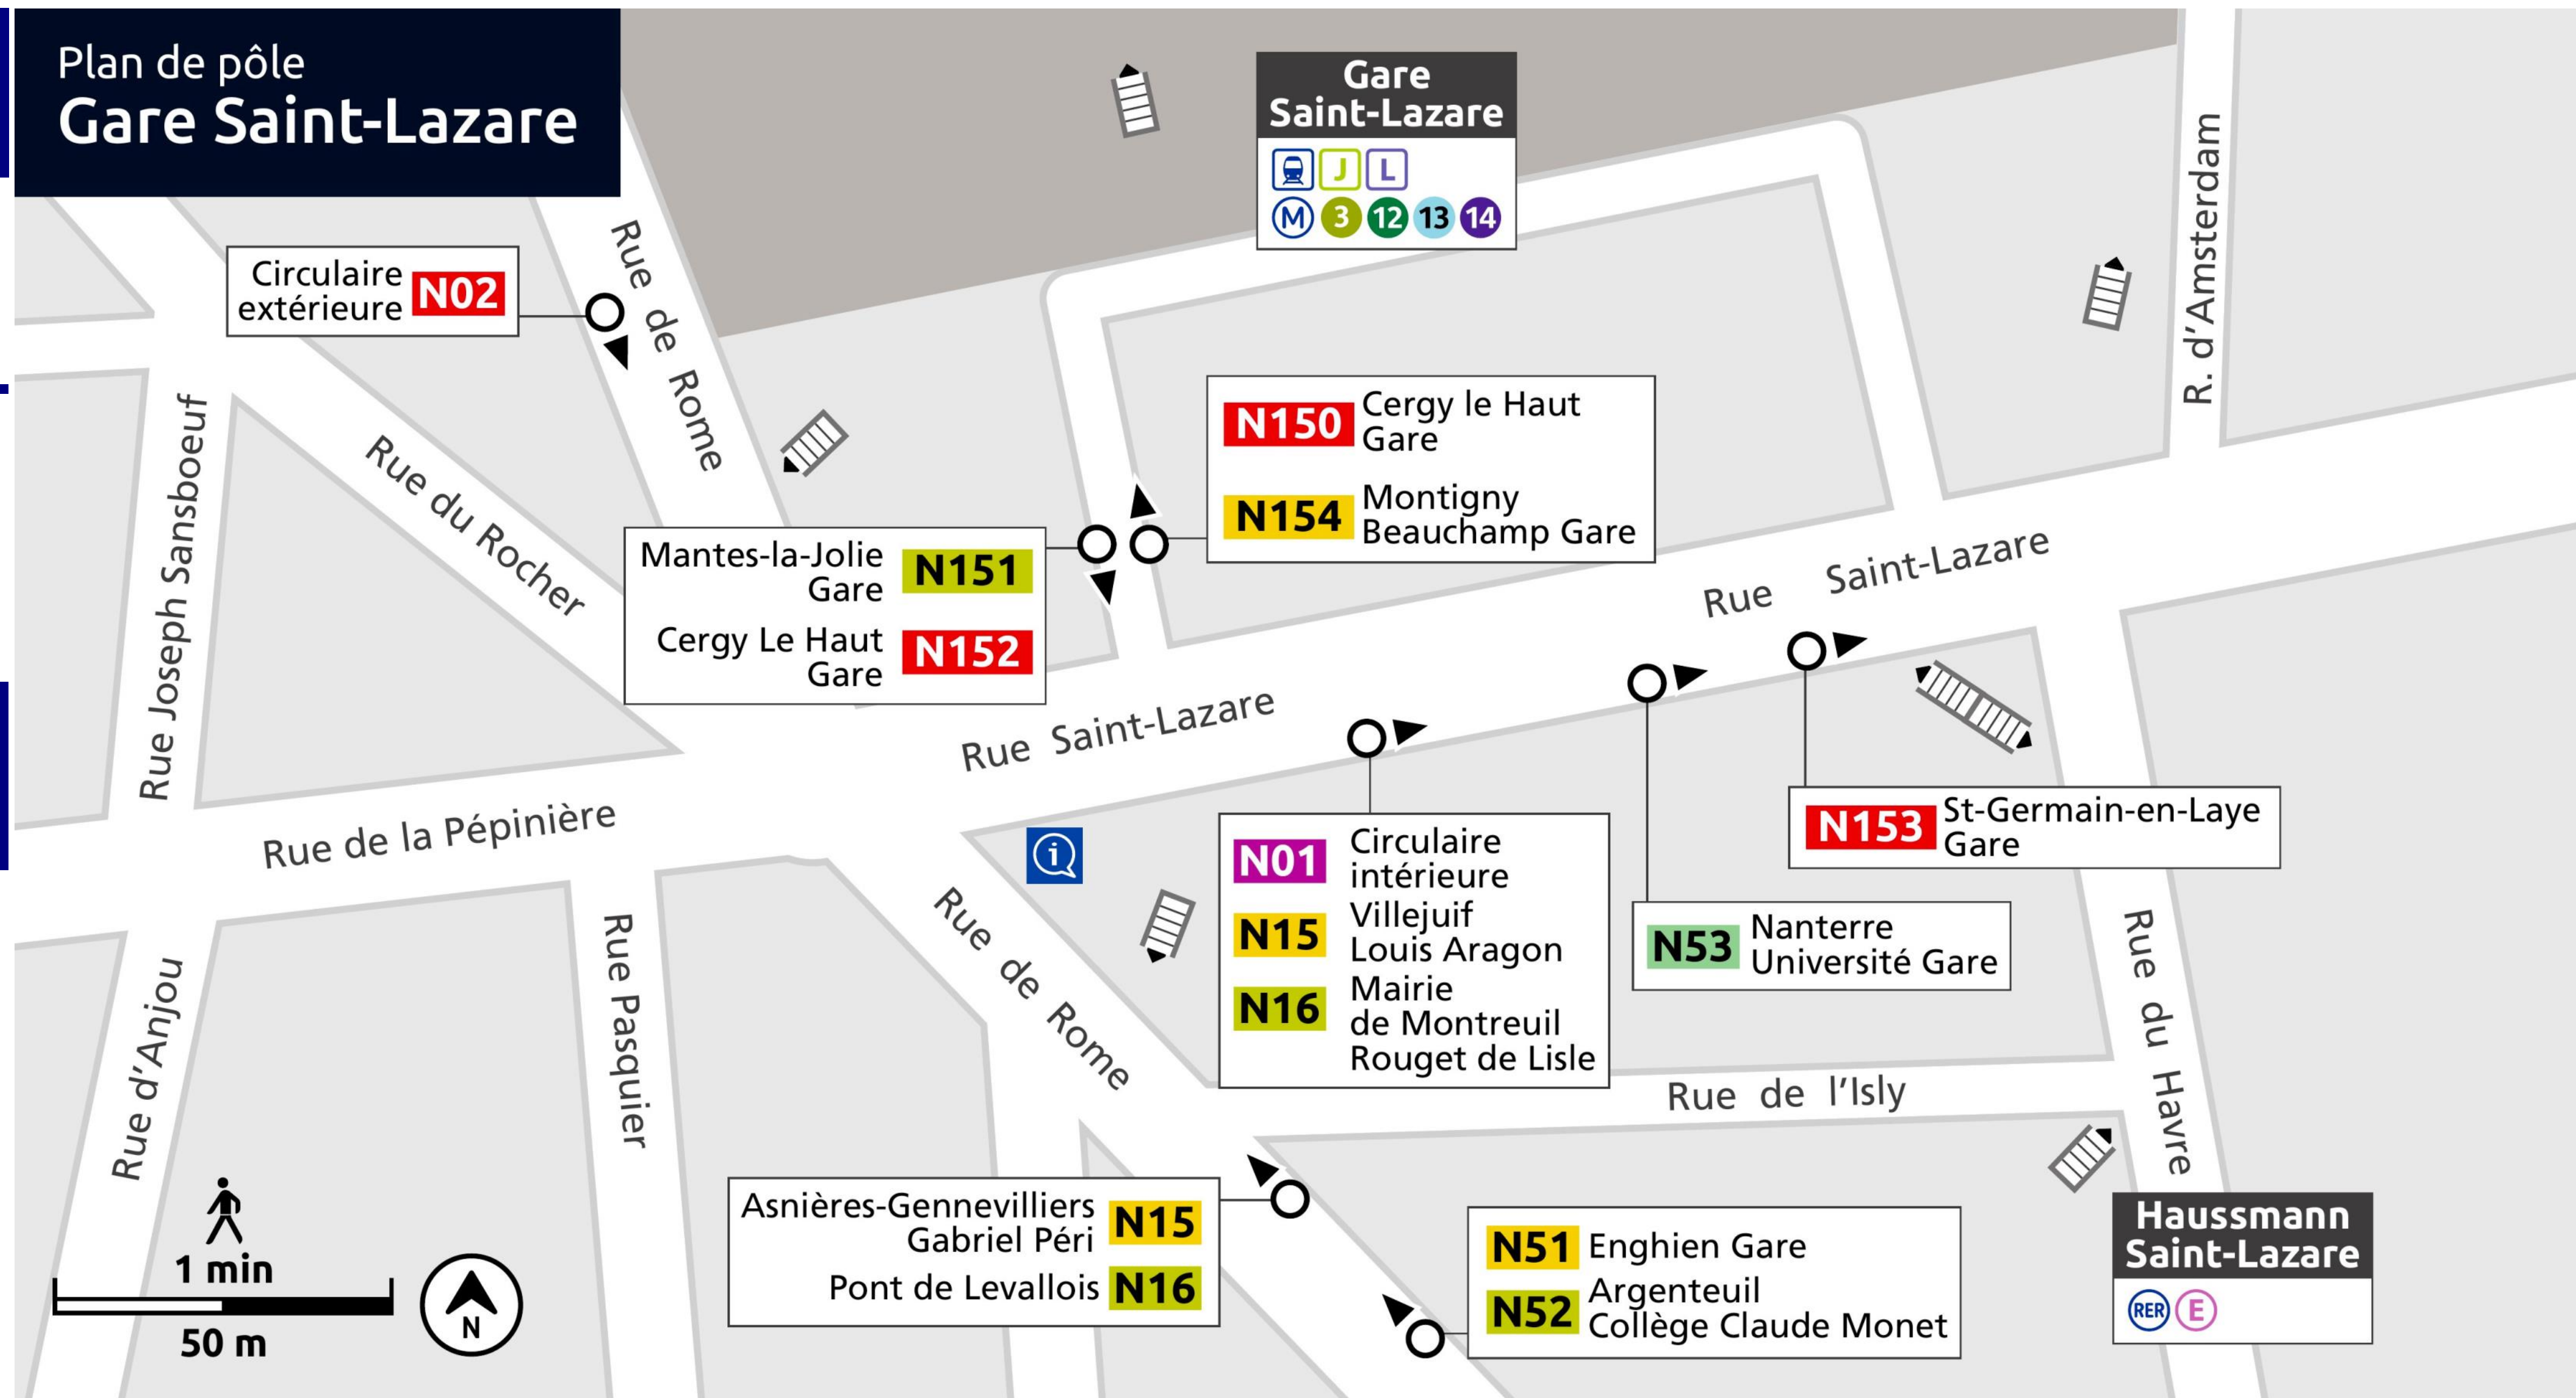 Plan de pôle
Gare Saint-Lazare
Gare
Saint-Lazare
J L
M 3 12 13 14
R. d'Amsterdam
Circulaire
extérieure
N02
Rue de Rome
N150
Cergy le Haut
Gare
N154
Montigny
Beauchamp Gare
Rue Joseph Sansboeuf
Rue du Rocher
Mantes-la-Jolie
Gare
N151
Cergy Le Haut
Gare
N152
Rue Saint-Lazare
Rue Saint-Lazare
Rue de la Pépinière
i
N01
Circulaire
intérieure
N15
Villejuif
Louis Aragon
N16
Mairie
de Montreuil
Rouget de Lisle
N153
St-Germain-en-Laye
Gare
N53
Nanterre
Université Gare
Rue d'Anjou
Rue Pasquier
Rue de Rome
Rue de l'Isly
Rue du Havre
1 min
50 m
N
Asnières-Gennevilliers
Gabriel Péri
N15
Pont de Levallois
N16
N51
Enghien Gare
N52
Argenteuil
Collège Claude Monet
Haussmann
Saint-Lazare
RER E